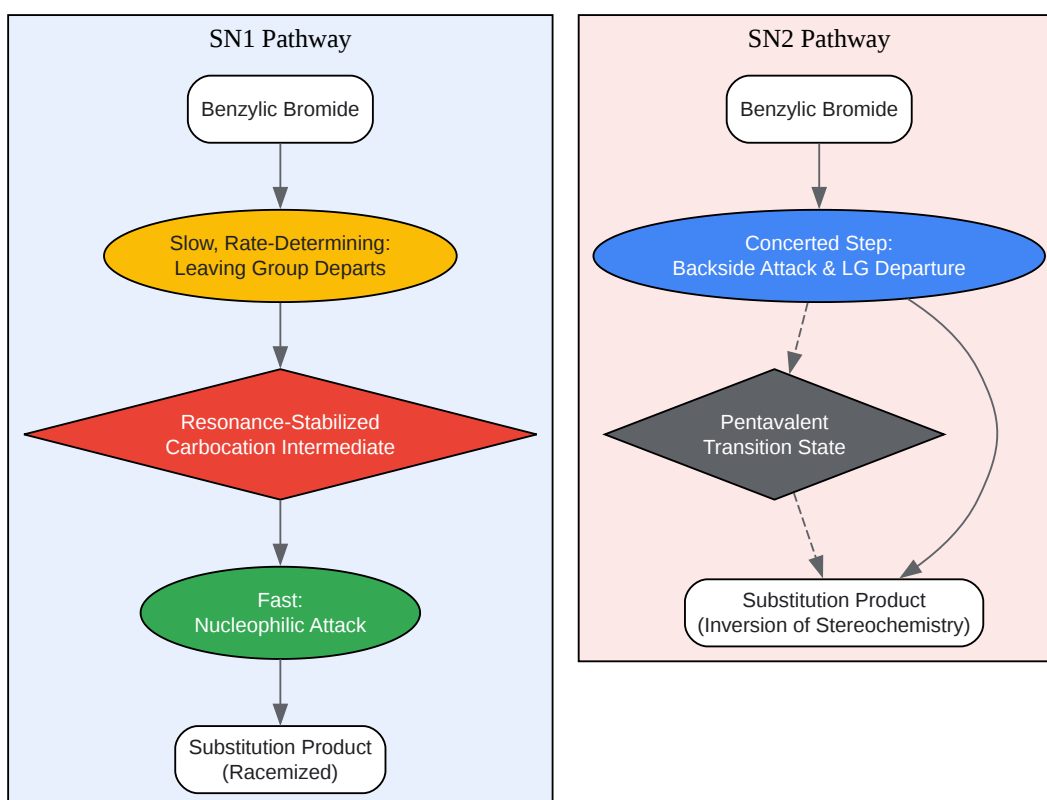 SN1 Pathway
Benzylic Bromide
Slow, Rate-Determining:
Leaving Group Departs
Resonance-Stabilized
Carbocation Intermediate
Fast:
Nucleophilic Attack
Substitution Product
(Racemized)
SN2 Pathway
Benzylic Bromide
Concerted Step:
Backside Attack & LG Departure
Pentavalent
Transition State
Substitution Product
(Inversion of Stereochemistry)